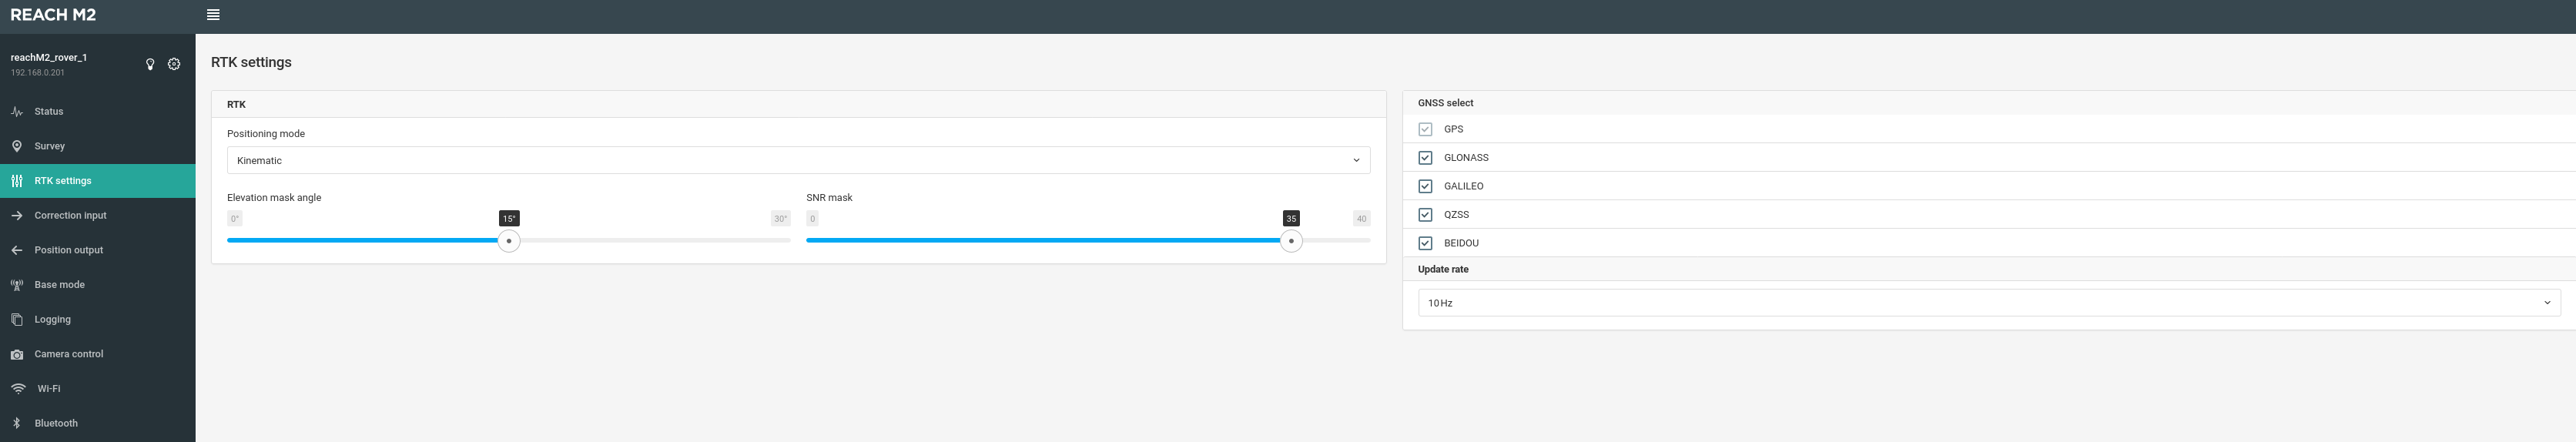 REACH M2
reachM2_rover_1
192.168.0.201
Status
Survey
RTK settings
Correction input
Position output
Base mode
Logging
Camera control
Wi-Fi
Bluetooth
RTK settings
RTK
Positioning mode
Kinematic
Elevation mask angle
0° 15° 30°
SNR mask
0 35 40
GNSS select
GPS
GLONASS
GALILEO
QZSS
BEIDOU
Update rate
10 Hz